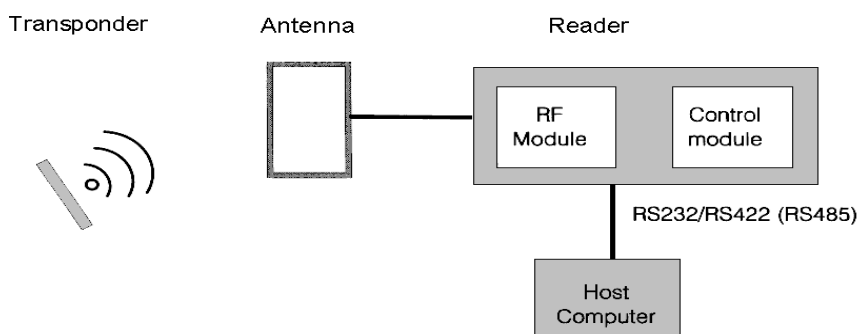 Transponder
Antenna
Reader
RF
Module
Control
module
RS232/RS422 (RS485)
Host
Computer